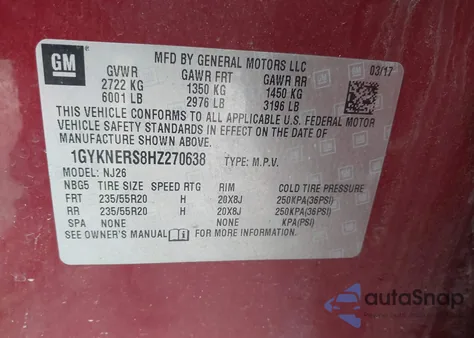 GM
MFD BY GENERAL MOTORS LLC
03/17
GVWR GAWR FRT GAWR RR
2722 KG 1350 KG 1450 KG
6001 LB 2976 LB 3196 LB
THIS VEHICLE CONFORMS TO ALL APPLICABLE U.S. FEDERAL MOTOR
VEHICLE SAFETY STANDARDS IN EFFECT ON THE DATE OF
MANUFACTURE SHOWN ABOVE.
1GYKNERS8HZ270638 TYPE: M.P.V.
MODEL: NJ26
NBG5 TIRE SIZE SPEED RTG RIM COLD TIRE PRESSURE
FRT 235/55R20 H 20X8J 250KPA(36PSI)
RR 235/55R20 H 20X8J 250KPA(36PSI)
SPA NONE NONE KPA(PSI)
SEE OWNER'S MANUAL
autoSnap